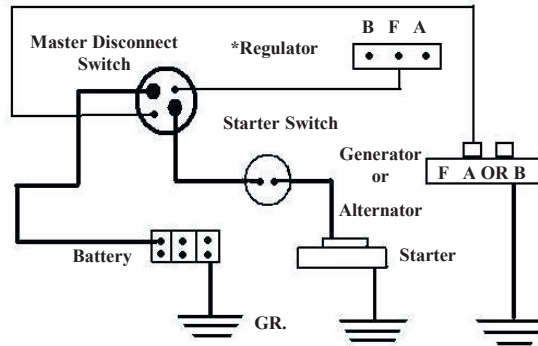 B F A
Master Disconnect
Switch
*Regulator
Starter Switch
Generator
or
Alternator
F A OR B
Battery
Starter
GR.